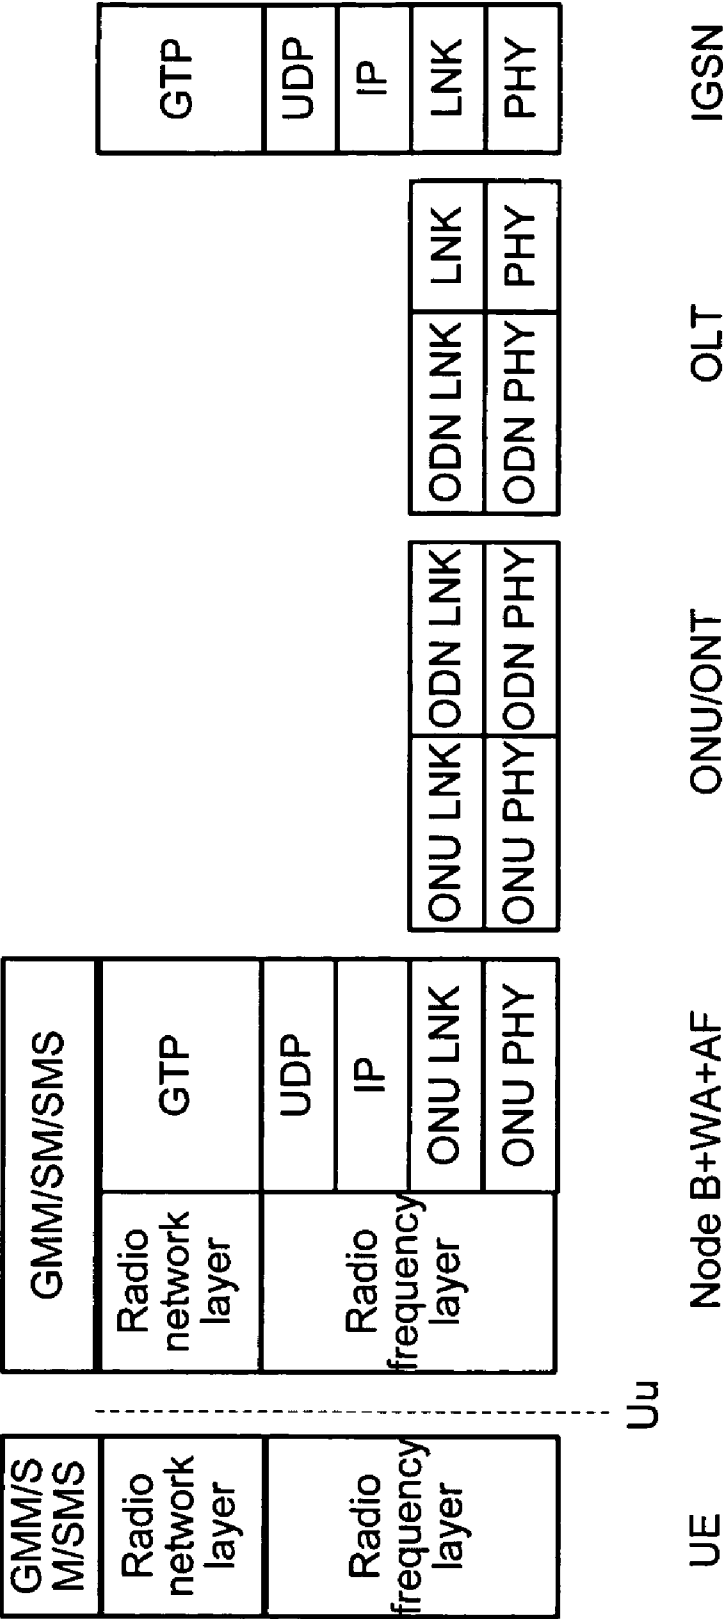 GMM/S
M/SMS
Radio
network
layer
Radio
frequency
layer
UE
Uu
GMM/SM/SMS
Radio
network
layer
GTP
Radio
frequency
layer
UDP
IP
ONU LNK
ONU PHY
Node B+WA+AF
ONU LNK
ODN LNK
ONU PHY
ODN PHY
ONU/ONT
ODN LNK
LNK
ODN PHY
PHY
OLT
GTP
UDP
IP
LNK
PHY
IGSN